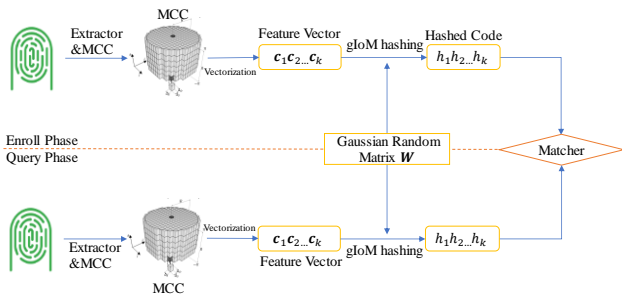 MCC
Feature Vector
Hashed Code
Extractor
&MCC
Vectorization
c₁c₂...cₖ
gIoM hashing
h₁h₂...hₖ
Enroll Phase
Query Phase
Gaussian Random
Matrix W
Matcher
Extractor
&MCC
Vectorization
c₁c₂...cₖ
gIoM hashing
h₁h₂...hₖ
Feature Vector
MCC